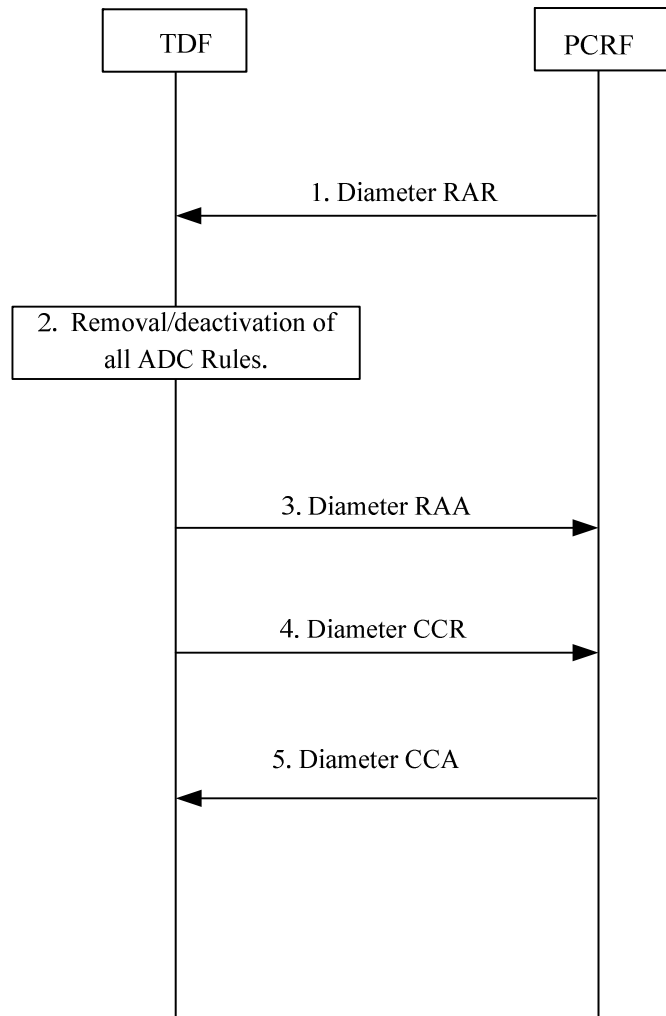 TDF
PCRF
1. Diameter RAR
2. Removal/deactivation of
all ADC Rules.
3. Diameter RAA
4. Diameter CCR
5. Diameter CCA